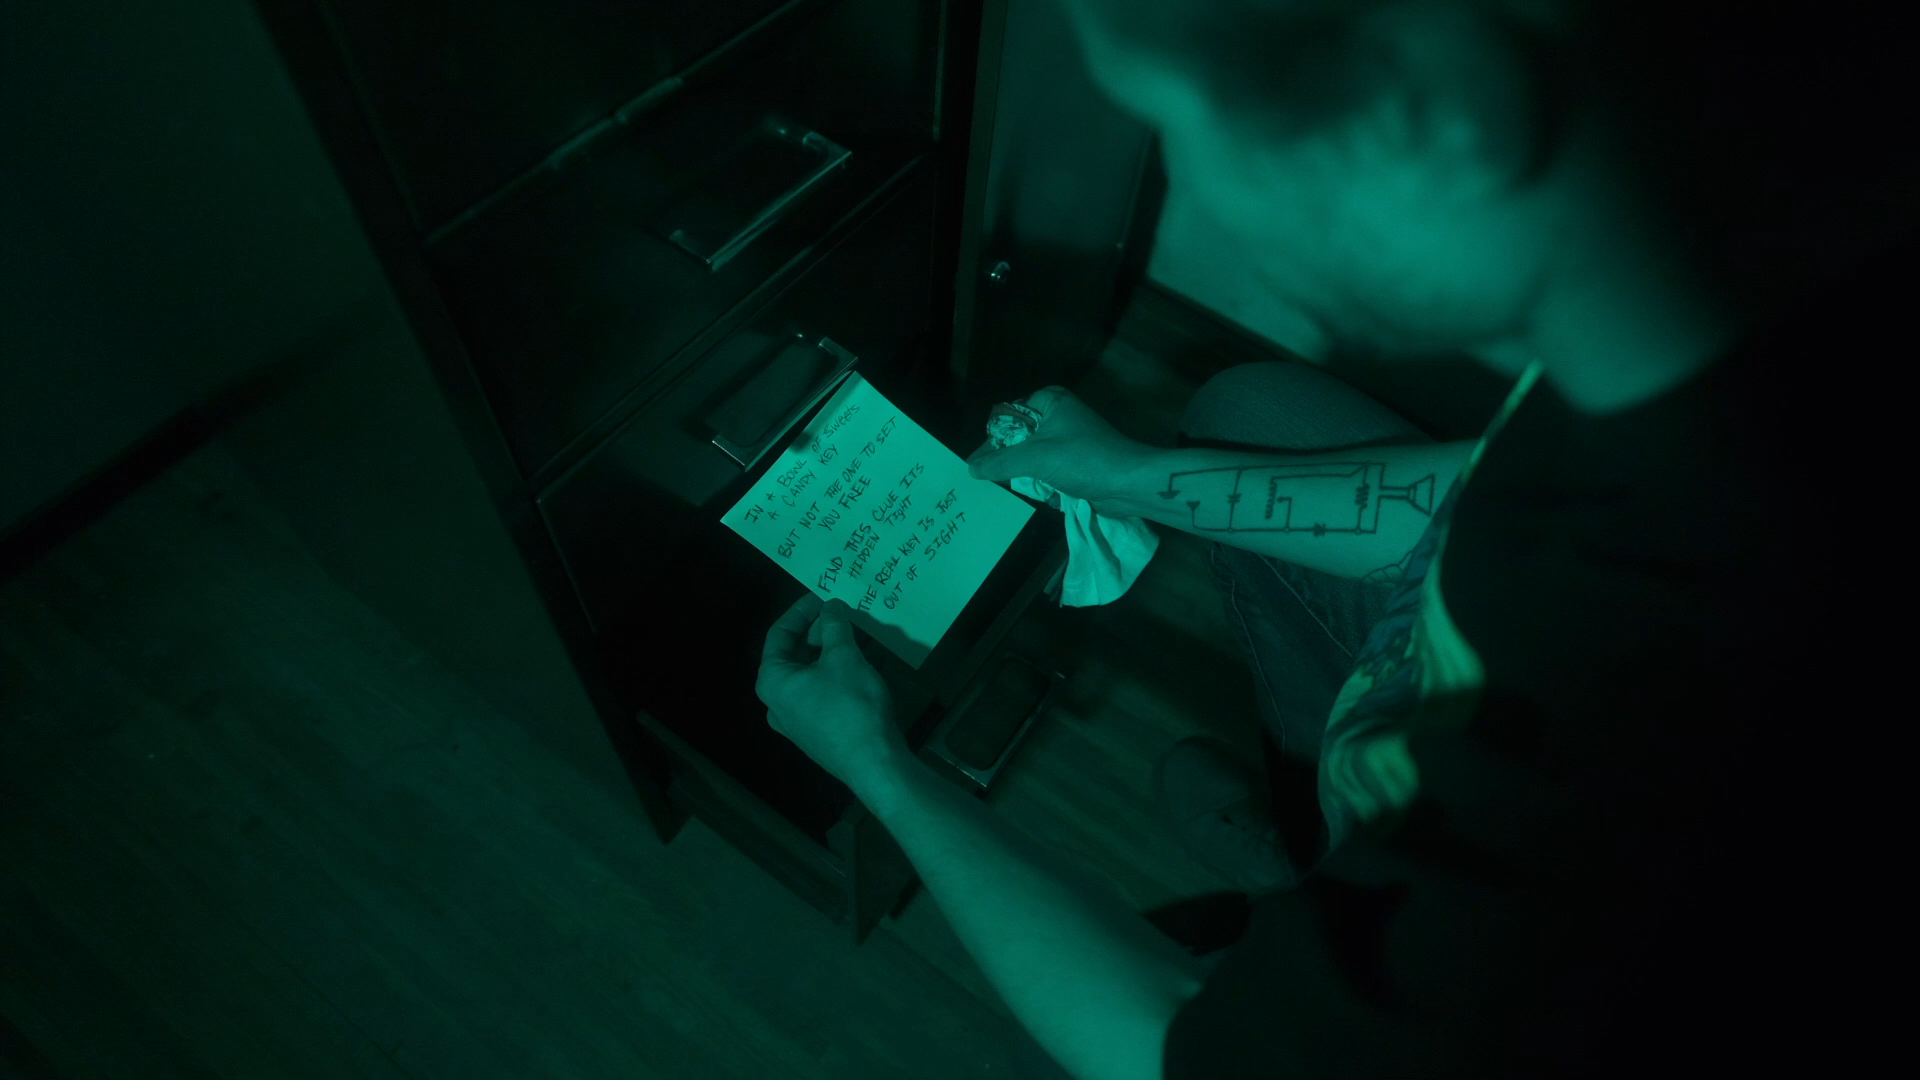 IN A BOWL OF SWEETS
A CANDY KEY
BUT NOT THE ONE TO SET
YOU FREE
FIND THIS CLUE ITS
HIDDEN TIGHT
THE REAL KEY IS JUST
OUT OF SIGHT